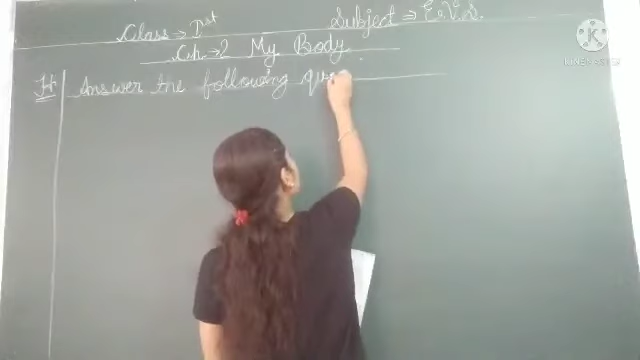 Class → Ist Subject → E.V.S.
Ch. → 2 My Body
Answer the following